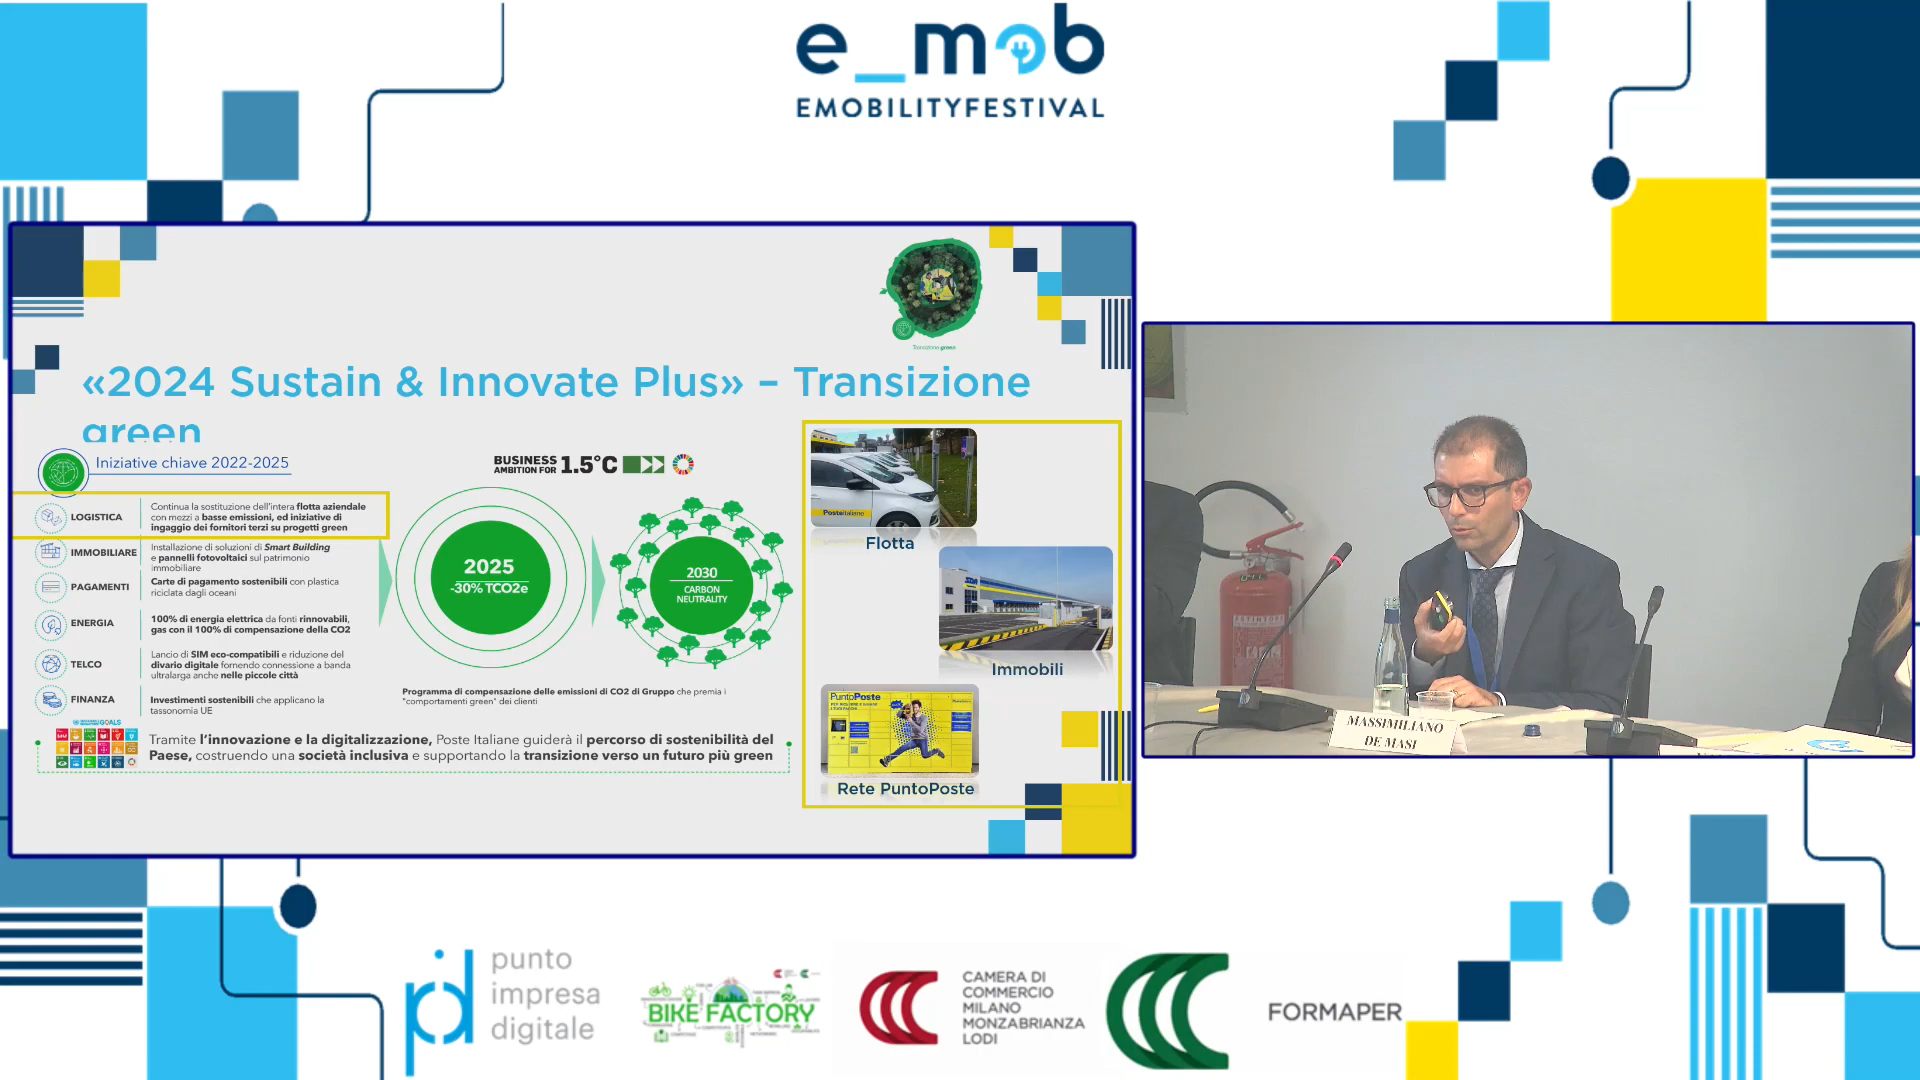 e_mob
EMOBILITYFESTIVAL
Transizione green
«2024 Sustain & Innovate Plus» – Transizione
green
Iniziative chiave 2022-2025
BUSINESS
AMBITION FOR 1.5°C
LOGISTICA
Continua la sostituzione dell'intera flotta aziendale
con mezzi a basse emissioni, ed iniziative di
ingaggio dei fornitori terzi su progetti green
IMMOBILIARE
Installazione di soluzioni di Smart Building
e pannelli fotovoltaici sul patrimonio
immobiliare
PAGAMENTI
Carte di pagamento sostenibili con plastica
riciclata dagli oceani
ENERGIA
100% di energia elettrica da fonti rinnovabili,
gas con il 100% di compensazione della CO2
TELCO
Lancio di SIM eco-compatibili e riduzione del
divario digitale fornendo connessione a banda
ultralarga anche nelle piccole città
FINANZA
Investimenti sostenibili che applicano la
tassonomia UE
2025
-30% TCO2e
2030
CARBON
NEUTRALITY
Programma di compensazione delle emissioni di CO2 di Gruppo che premia i
"comportamenti green" dei clienti
GOALS
Tramite l'innovazione e la digitalizzazione, Poste Italiane guiderà il percorso di sostenibilità del
Paese, costruendo una società inclusiva e supportando la transizione verso un futuro più green
Posteitaliane
Flotta
SDA
Immobili
PuntoPoste
Rete PuntoPoste
MASSIMILIANO
DE MASI
punto
impresa
digitale
BIKE FACTORY
CAMERA DI
COMMERCIO
MILANO
MONZABRIANZA
LODI
FORMAPER